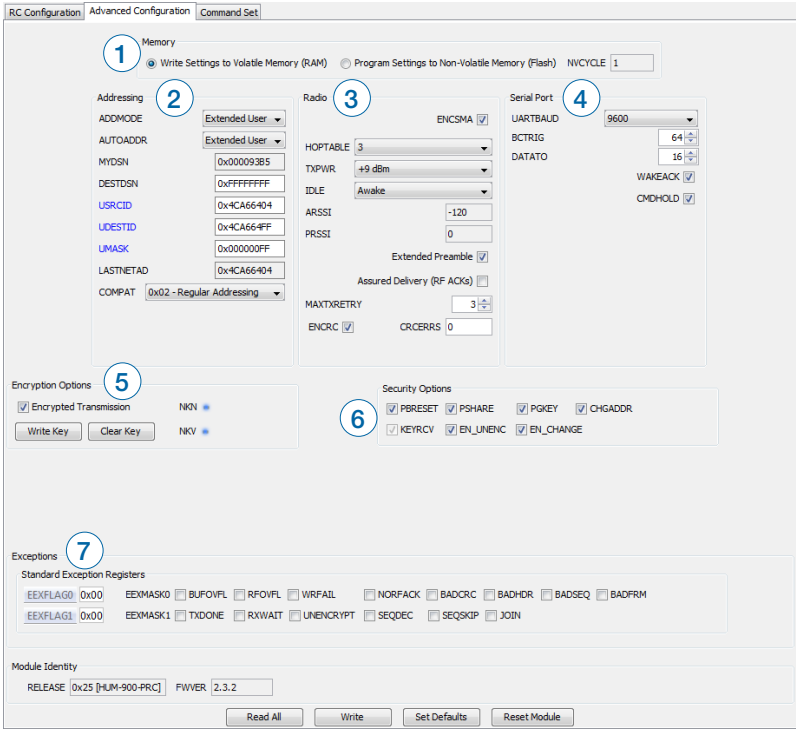 RC Configuration Advanced Configuration Command Set
Memory
1
Write Settings to Volatile Memory (RAM) Program Settings to Non-Volatile Memory (Flash) NVCYCLE 1
Addressing 2
ADDMODE Extended User
AUTOADDR Extended User
MYDSN 0x000093B5
DESTDSN 0xFFFFFFFF
USRCID 0x4CA66404
UDESTID 0x4CA664FF
UMASK 0x000000FF
LASTNETAD 0x4CA66404
COMPAT 0x02 - Regular Addressing
Radio 3
ENCSMA
HOPTABLE 3
TXPWR +9 dBm
IDLE Awake
ARSSI -120
PRSSI 0
Extended Preamble
Assured Delivery (RF ACKs)
MAXTXRETRY 3
ENCRC CRCERRS 0
Serial Port 4
UARTBAUD 9600
BCTRIG 64
DATATO 16
WAKEACK
CMDHOLD
Encryption Options 5
Encrypted Transmission NKN
Write Key Clear Key NKV
Security Options
6
PBRESET PSHARE PGKEY CHGADDR
KEYRCV EN_UNENC EN_CHANGE
Exceptions 7
Standard Exception Registers
EEXFLAG0 0x00 EEXMASK0 BUFOVFL RFOVFL WRFAIL NORFACK BADCRC BADHDR BADSEQ BADFRM
EEXFLAG1 0x00 EEXMASK1 TXDONE RXWAIT UNENCRYPT SEQDEC SEQSKIP JOIN
Module Identity
RELEASE 0x25 [HUM-900-PRC] FWVER 2.3.2
Read All Write Set Defaults Reset Module